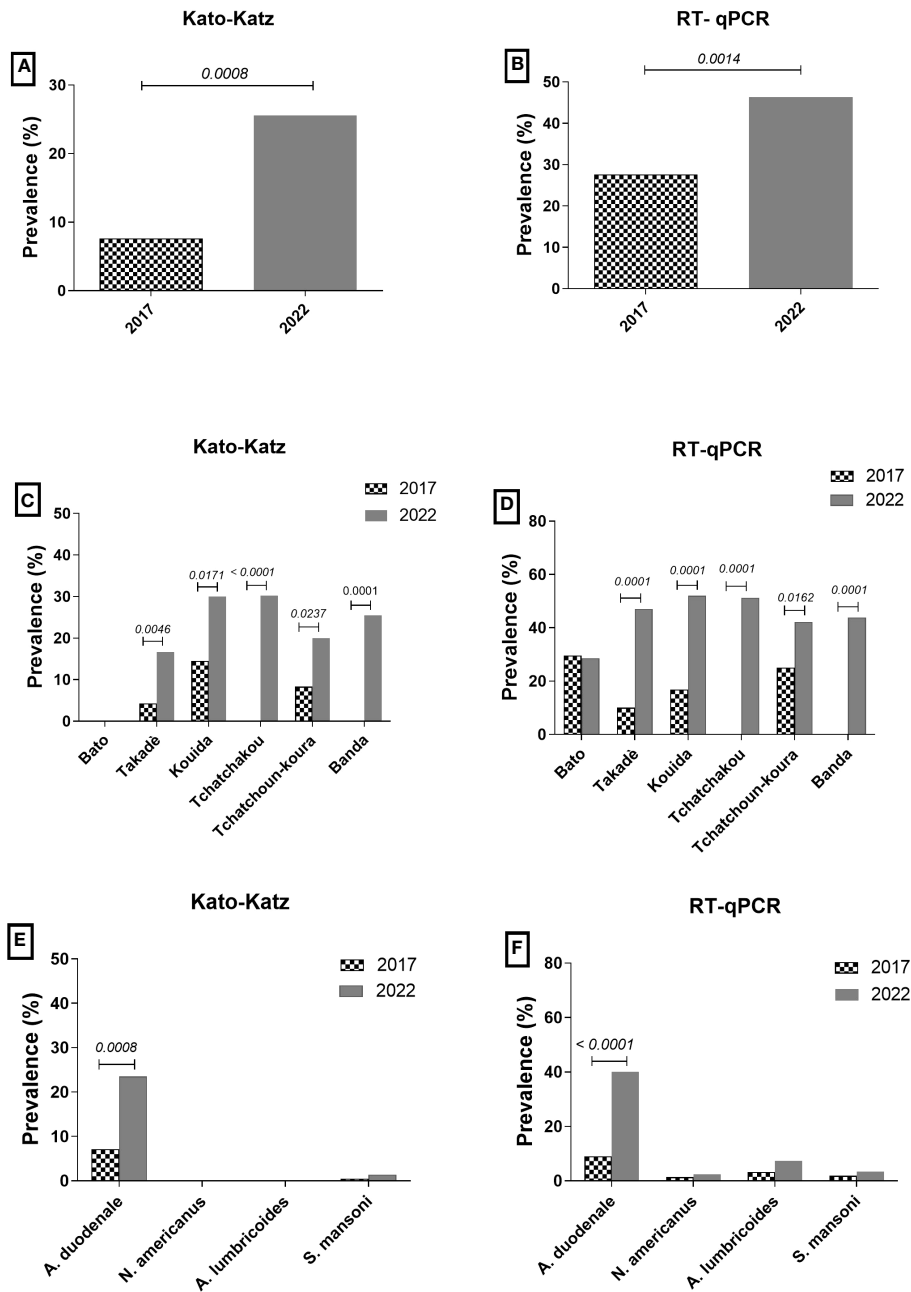 Kato-Katz
A
0.0008
Prevalence (%)
30
20
10
0
2017
2022
RT- qPCR
B
0.0014
Prevalence (%)
50
40
30
20
10
0
2017
2022
Kato-Katz
C
2017
2022
Prevalence (%)
50
40
30
20
10
0
0.0046
0.0171
< 0.0001
0.0237
0.0001
Bato
Takadè
Kouida
Tchatchakou
Tchatchoun-koura
Banda
RT-qPCR
D
2017
2022
Prevalence (%)
80
60
40
20
0
0.0001
0.0001
0.0001
0.0162
0.0001
Bato
Takadè
Kouida
Tchatchakou
Tchatchoun-koura
Banda
Kato-Katz
E
2017
2022
Prevalence (%)
50
40
30
20
10
0
0.0008
A. duodenale
N. americanus
A. lumbricoides
S. mansoni
RT-qPCR
F
2017
2022
Prevalence (%)
80
60
40
20
0
< 0.0001
A. duodenale
N. americanus
A. lumbricoides
S. mansoni